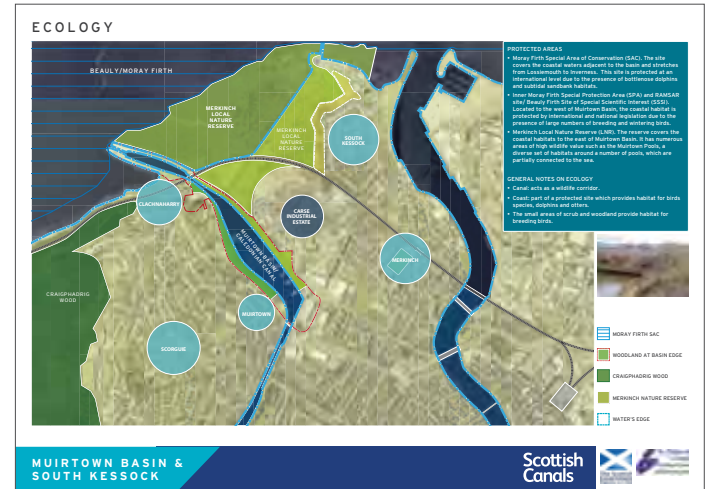 ECOLOGY
BEAULY/MORAY FIRTH
MERKINCH
LOCAL
NATURE
RESERVE
MERKINCH
LOCAL
NATURE
RESERVE
SOUTH
KESSOCK
CLACHNAHARRY
CARSE
INDUSTRIAL
ESTATE
MUIRTOWN BASIN/
CALEDONIAN CANAL
MERKINCH
CRAIGPHADRIG
WOOD
MUIRTOWN
SCORGUIE
PROTECTED AREAS
• Moray Firth Special Area of Conservation (SAC). The site
covers the coastal waters adjacent to the basin and stretches
from Lossiemouth to Inverness. This site is protected at an
international level due to the presence of bottlenose dolphins
and subtidal sandbank habitats.
• Inner Moray Firth Special Protection Area (SPA) and RAMSAR
site/ Beauly Firth Site of Special Scientific Interest (SSSI).
Located to the west of Muirtown Basin, the coastal habitat is
protected by international and national legislation due to the
presence of large numbers of breeding and wintering birds.
• Merkinch Local Nature Reserve (LNR). The reserve covers the
coastal habitats to the east of Muirtown Basin. It has numerous
areas of high wildlife value such as the Muirtown Pools, a
diverse set of habitats around a number of pools, which are
partially connected to the sea.
GENERAL NOTES ON ECOLOGY
• Canal: acts as a wildlife corridor.
• Coast: part of a protected site which provides habitat for birds
species, dolphins and otters.
• The small areas of scrub and woodland provide habitat for
breeding birds.
MORAY FIRTH SAC
WOODLAND AT BASIN EDGE
CRAIGPHADRIG WOOD
MERKINCH NATURE RESERVE
WATER'S EDGE
MUIRTOWN BASIN &
SOUTH KESSOCK
Scottish
Canals